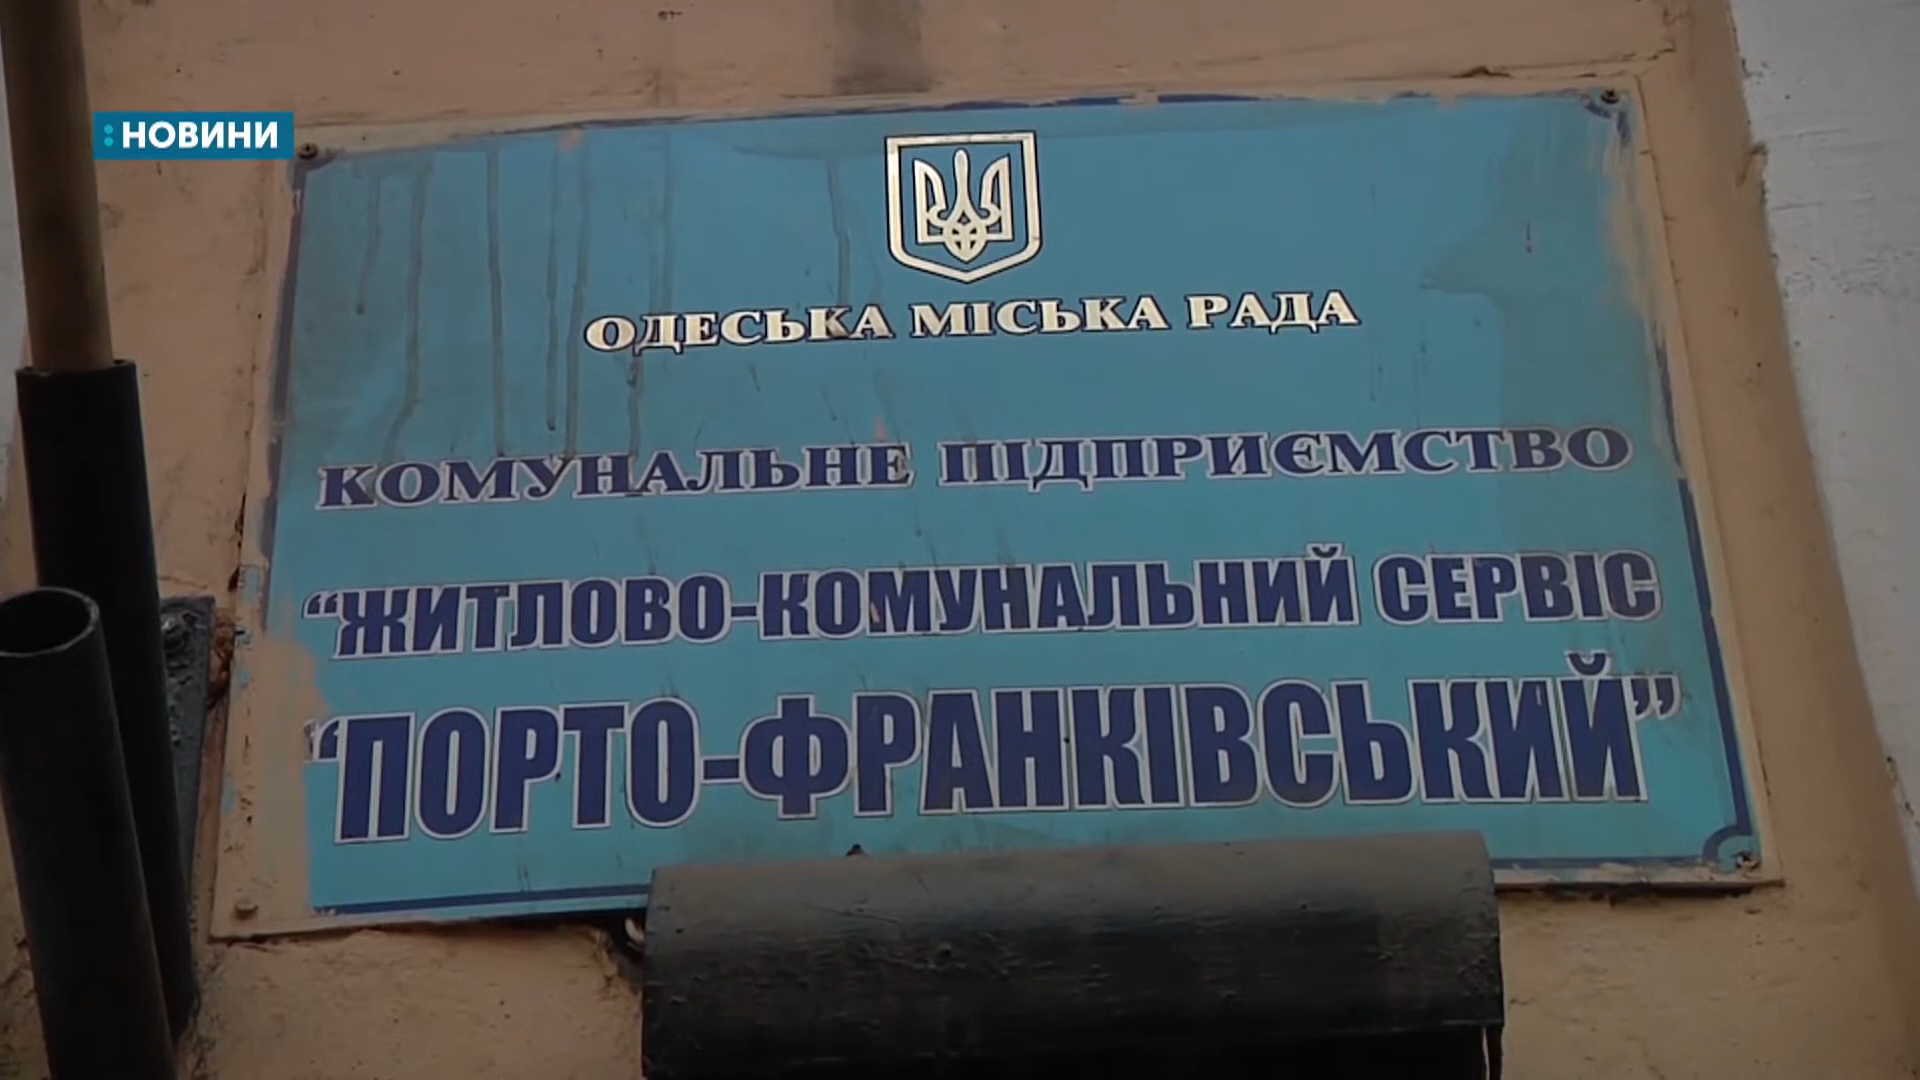 :НОВИНИ
ОДЕСЬКА МІСЬКА РАДА
КОМУНАЛЬНЕ ПІДПРИЄМСТВО
“ЖИТЛОВО-КОМУНАЛЬНИЙ СЕРВІС
“ПОРТО-ФРАНКІВСЬКИЙ”